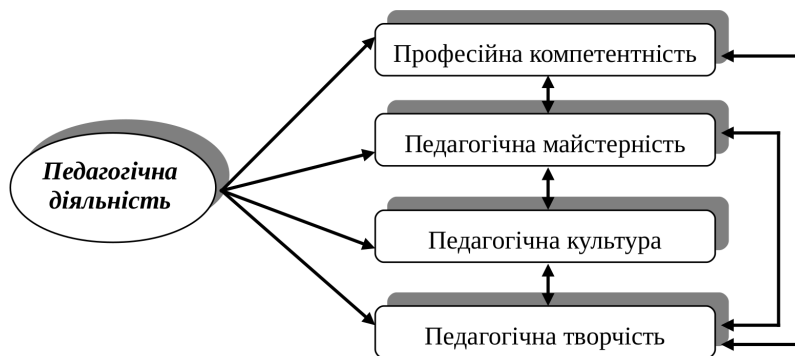 Професійна компетентність
Педагогічна майстерність
Педагогічна
діяльність
Педагогічна культура
Педагогічна творчість